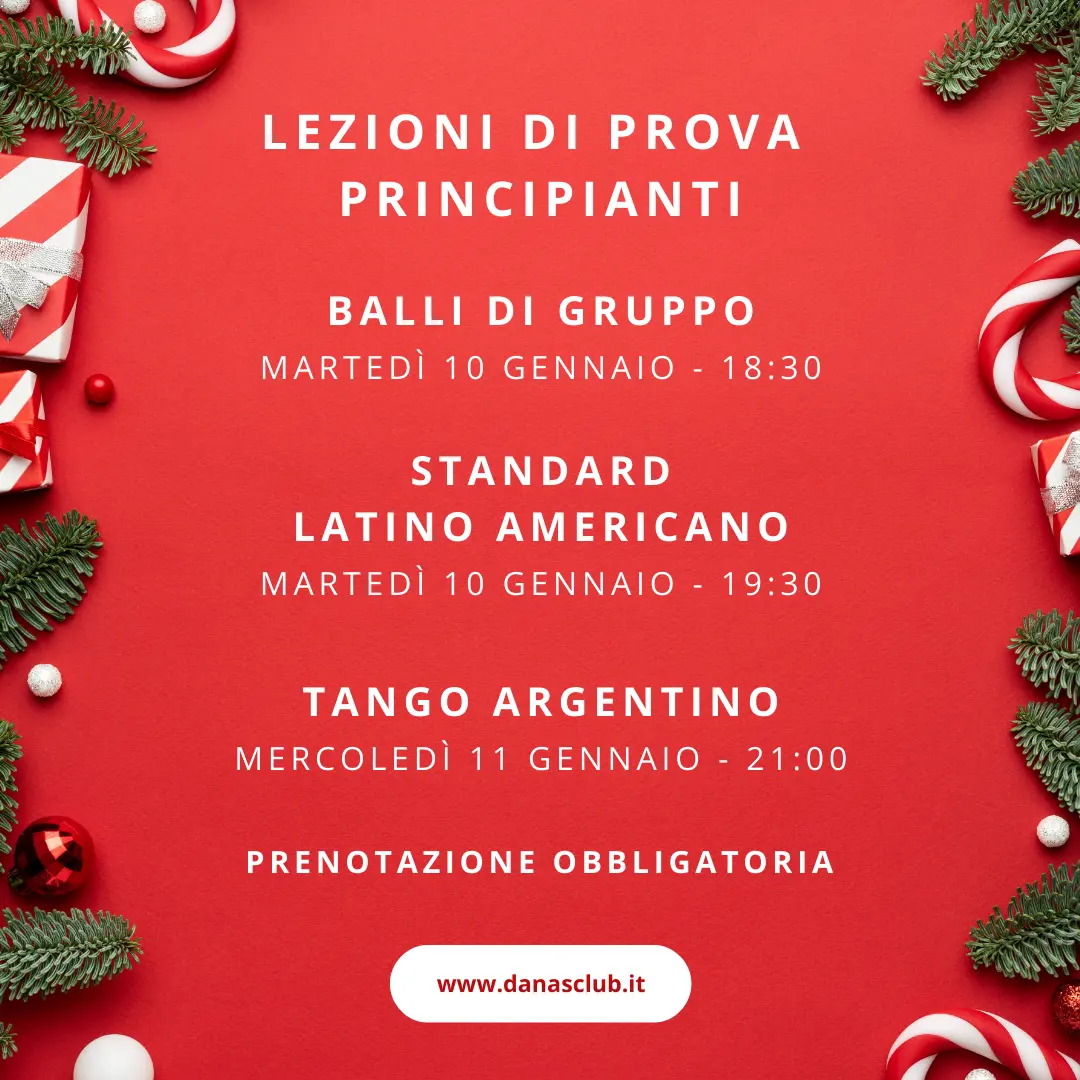 LEZIONI DI PROVA
PRINCIPIANTI
BALLI DI GRUPPO
MARTEDÌ 10 GENNAIO - 18:30
STANDARD
LATINO AMERICANO
MARTEDÌ 10 GENNAIO - 19:30
TANGO ARGENTINO
MERCOLEDÌ 11 GENNAIO - 21:00
PRENOTAZIONE OBBLIGATORIA
www.danasclub.it